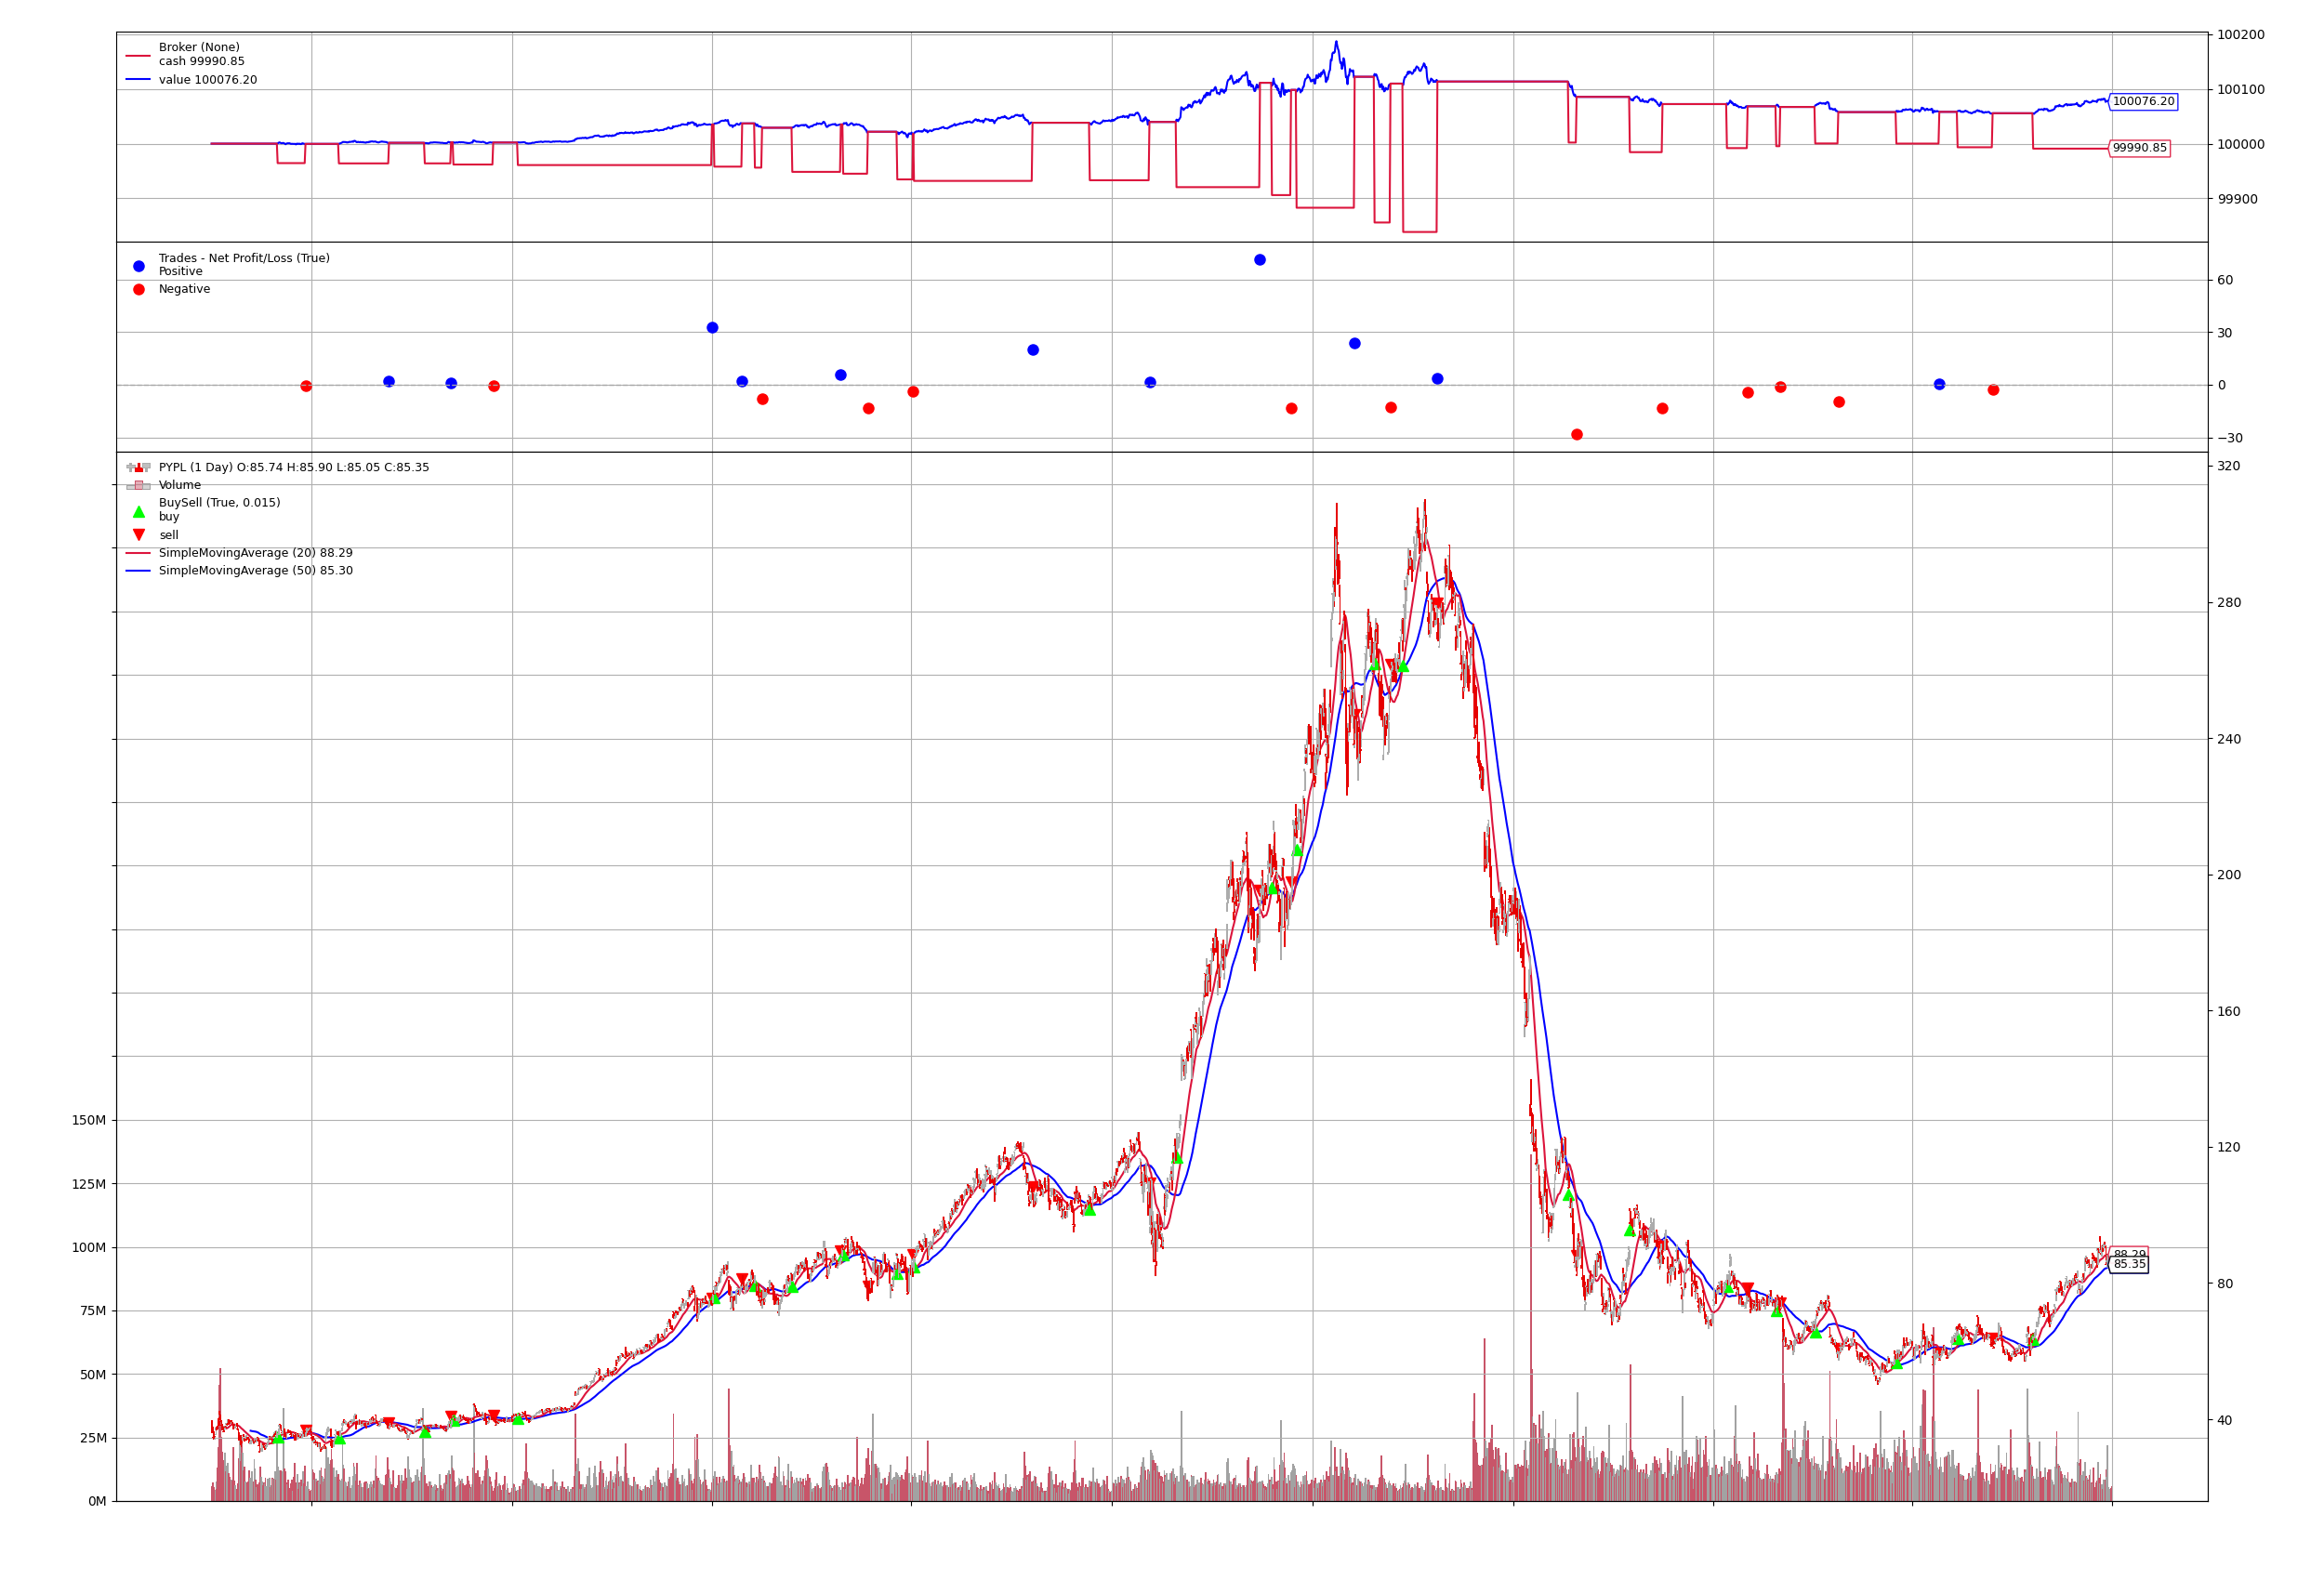 Broker (None)
cash 99990.85
value 100076.20
100200
100100
100000
99900
100076.20
99990.85
Trades - Net Profit/Loss (True)
Positive
Negative
60
30
0
−30
PYPL (1 Day) O:85.74 H:85.90 L:85.05 C:85.35
Volume
BuySell (True, 0.015)
buy
sell
SimpleMovingAverage (20) 88.29
SimpleMovingAverage (50) 85.30
320
280
240
200
160
120
80
40
88.29
85.35
150M
125M
100M
75M
50M
25M
0M